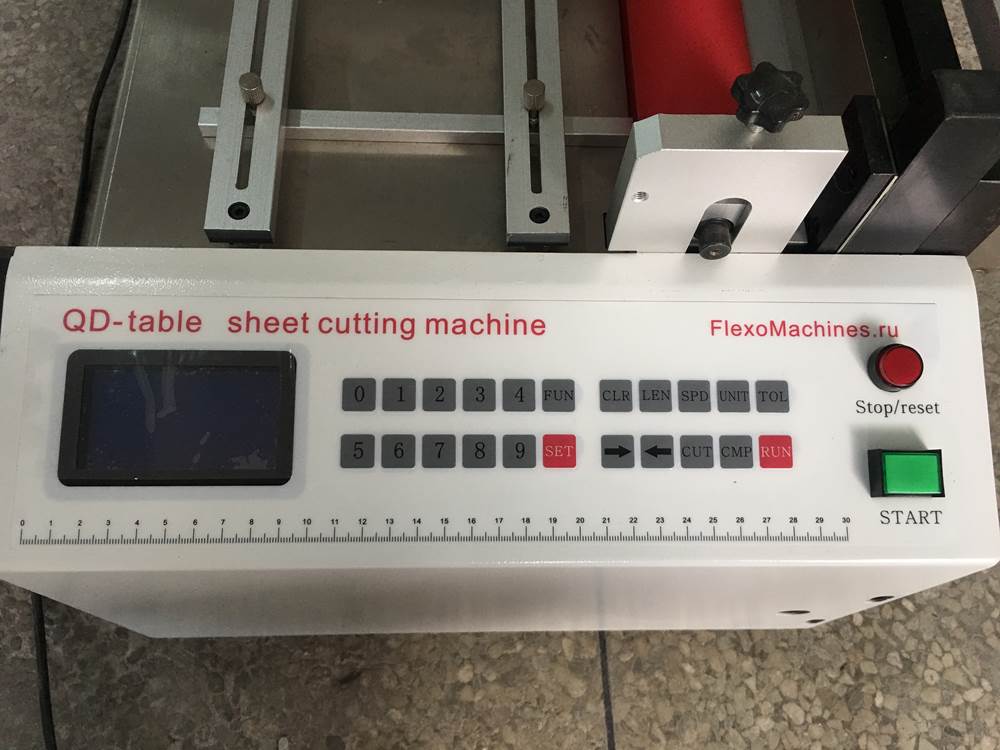 QD-table sheet cutting machine
FlexoMachines.ru
0 1 2 3 4 FUN CLR LEN SPD UNIT TOL
Stop/reset
5 6 7 8 9 SET CUT CMP RUN
START
0 1 2 3 4 5 6 7 8 9 10 11 12 13 14 15 16 17 18 19 20 21 22 23 24 25 26 27 28 29 30